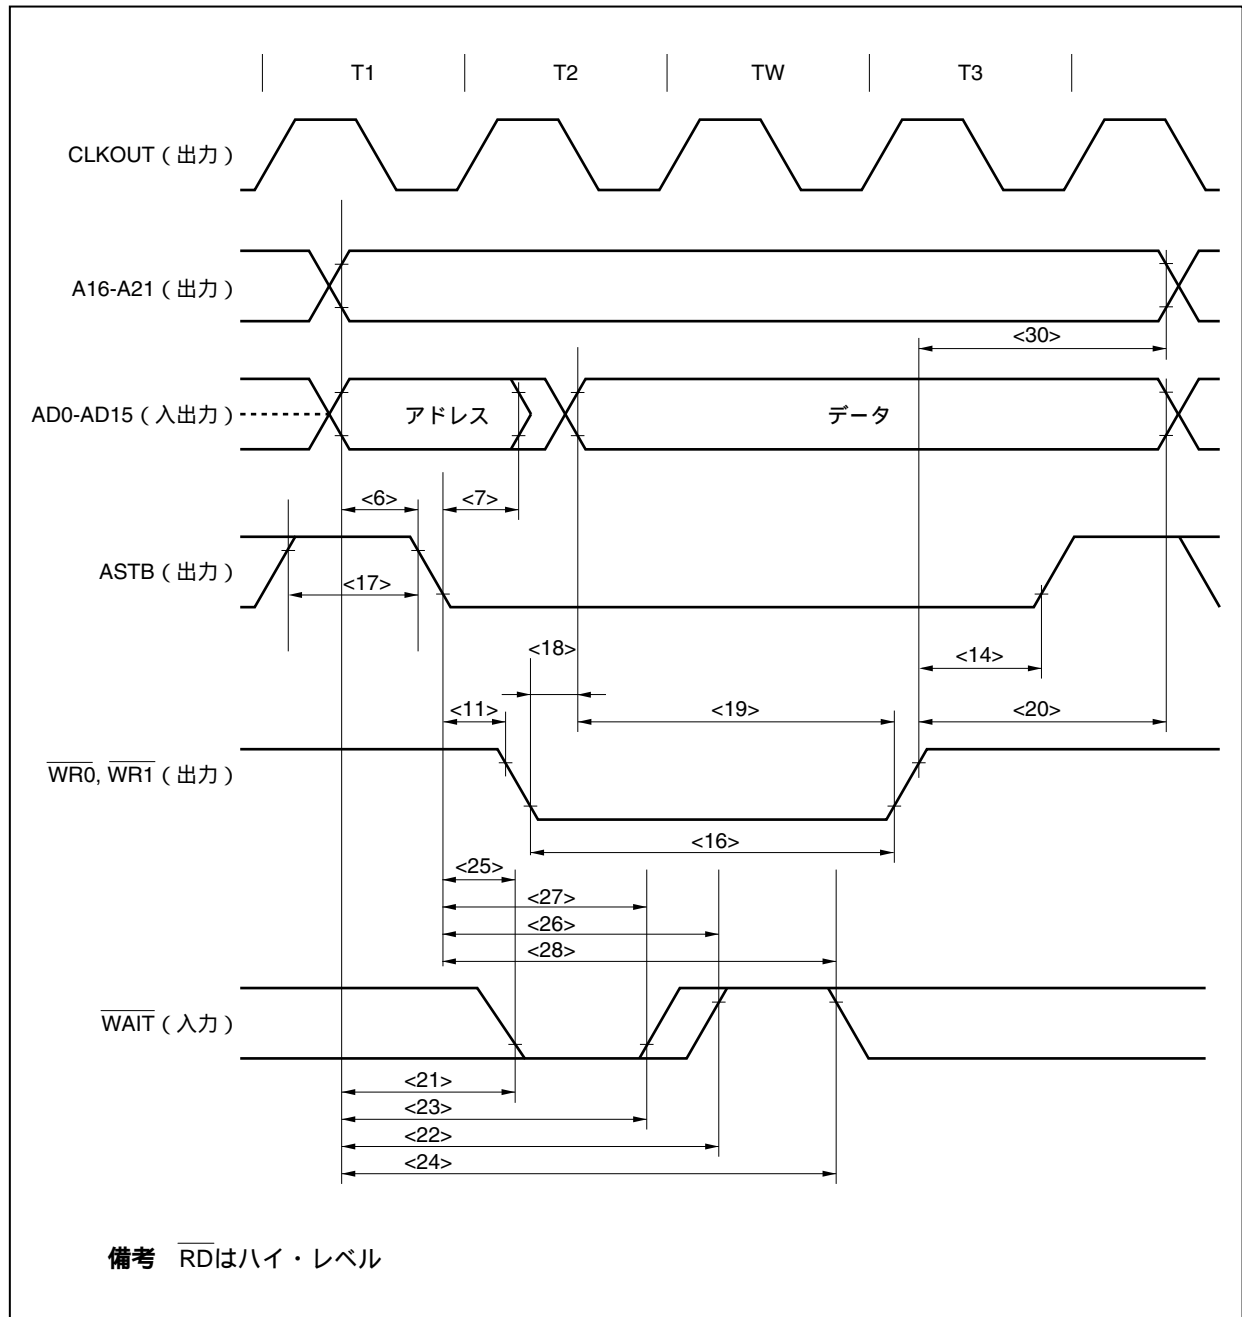 T1 T2 TW T3
CLKOUT（出力）
A16-A21（出力）
<30>
AD0-AD15（入出力） アドレス データ
<6> <7>
ASTB（出力）
<17>
<18> <14>
<11> <19> <20>
WR0, WR1（出力）
<16>
<25>
<27>
<26>
<28>
WAIT（入力）
<21>
<23>
<22>
<24>
備考 RDはハイ・レベル